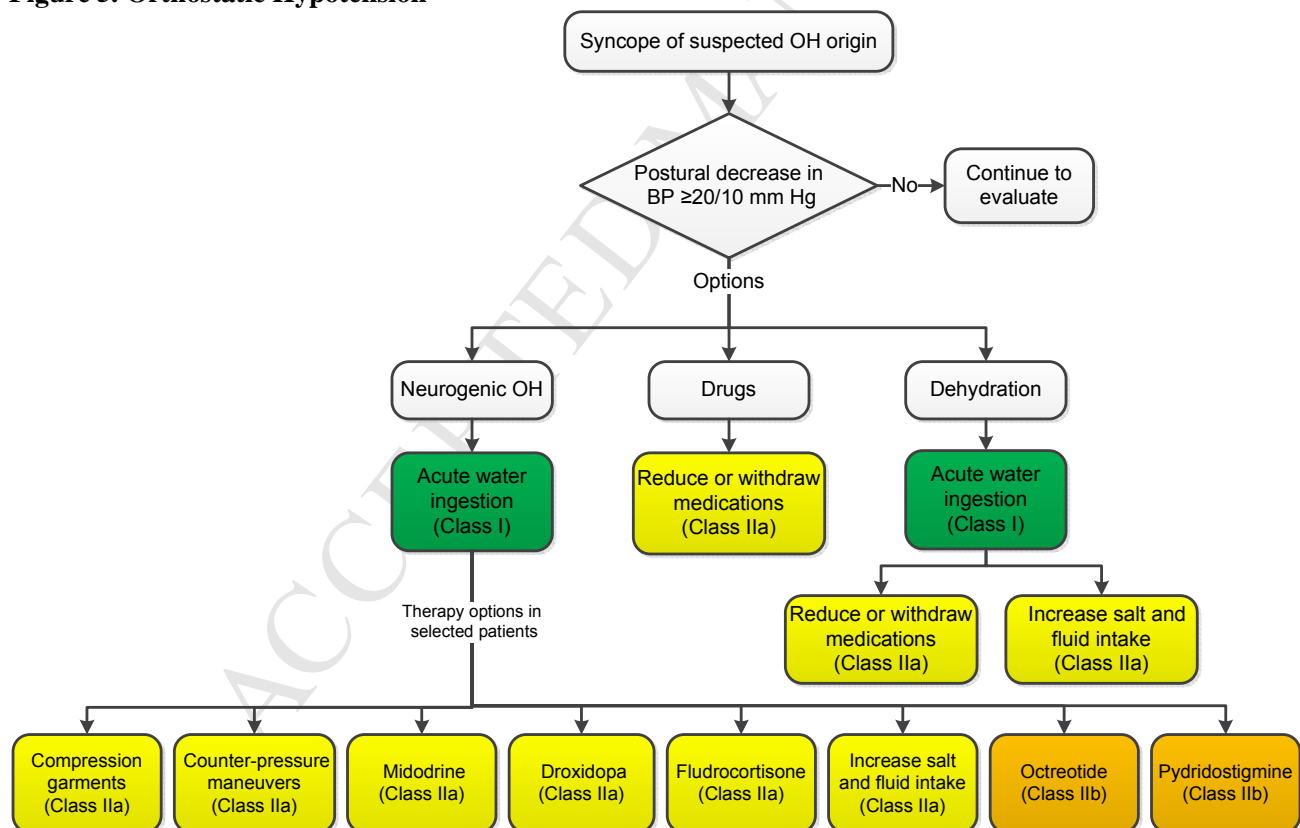 Orthostatic Hypotension
Syncope of suspected OH origin
Postural decrease in
BP ≥20/10 mm Hg
No
Continue to
evaluate
Options
Neurogenic OH
Drugs
Dehydration
Acute water
ingestion
(Class I)
Reduce or withdraw
medications
(Class IIa)
Acute water
ingestion
(Class I)
Therapy options in
selected patients
Reduce or withdraw
medications
(Class IIa)
Increase salt and
fluid intake
(Class IIa)
Compression
garments
(Class IIa)
Counter-pressure
maneuvers
(Class IIa)
Midodrine
(Class IIa)
Droxidopa
(Class IIa)
Fludrocortisone
(Class IIa)
Increase salt
and fluid intake
(Class IIa)
Octreotide
(Class IIb)
Pydridostigmine
(Class IIb)
ACCEPTED MA